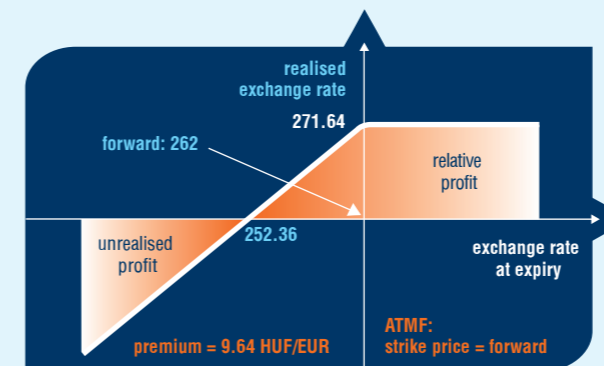 realised
exchange rate
271.64
forward: 262
relative
profit
252.36
unrealised
profit
exchange rate
at expiry
premium = 9.64 HUF/EUR
ATMF:
strike price = forward